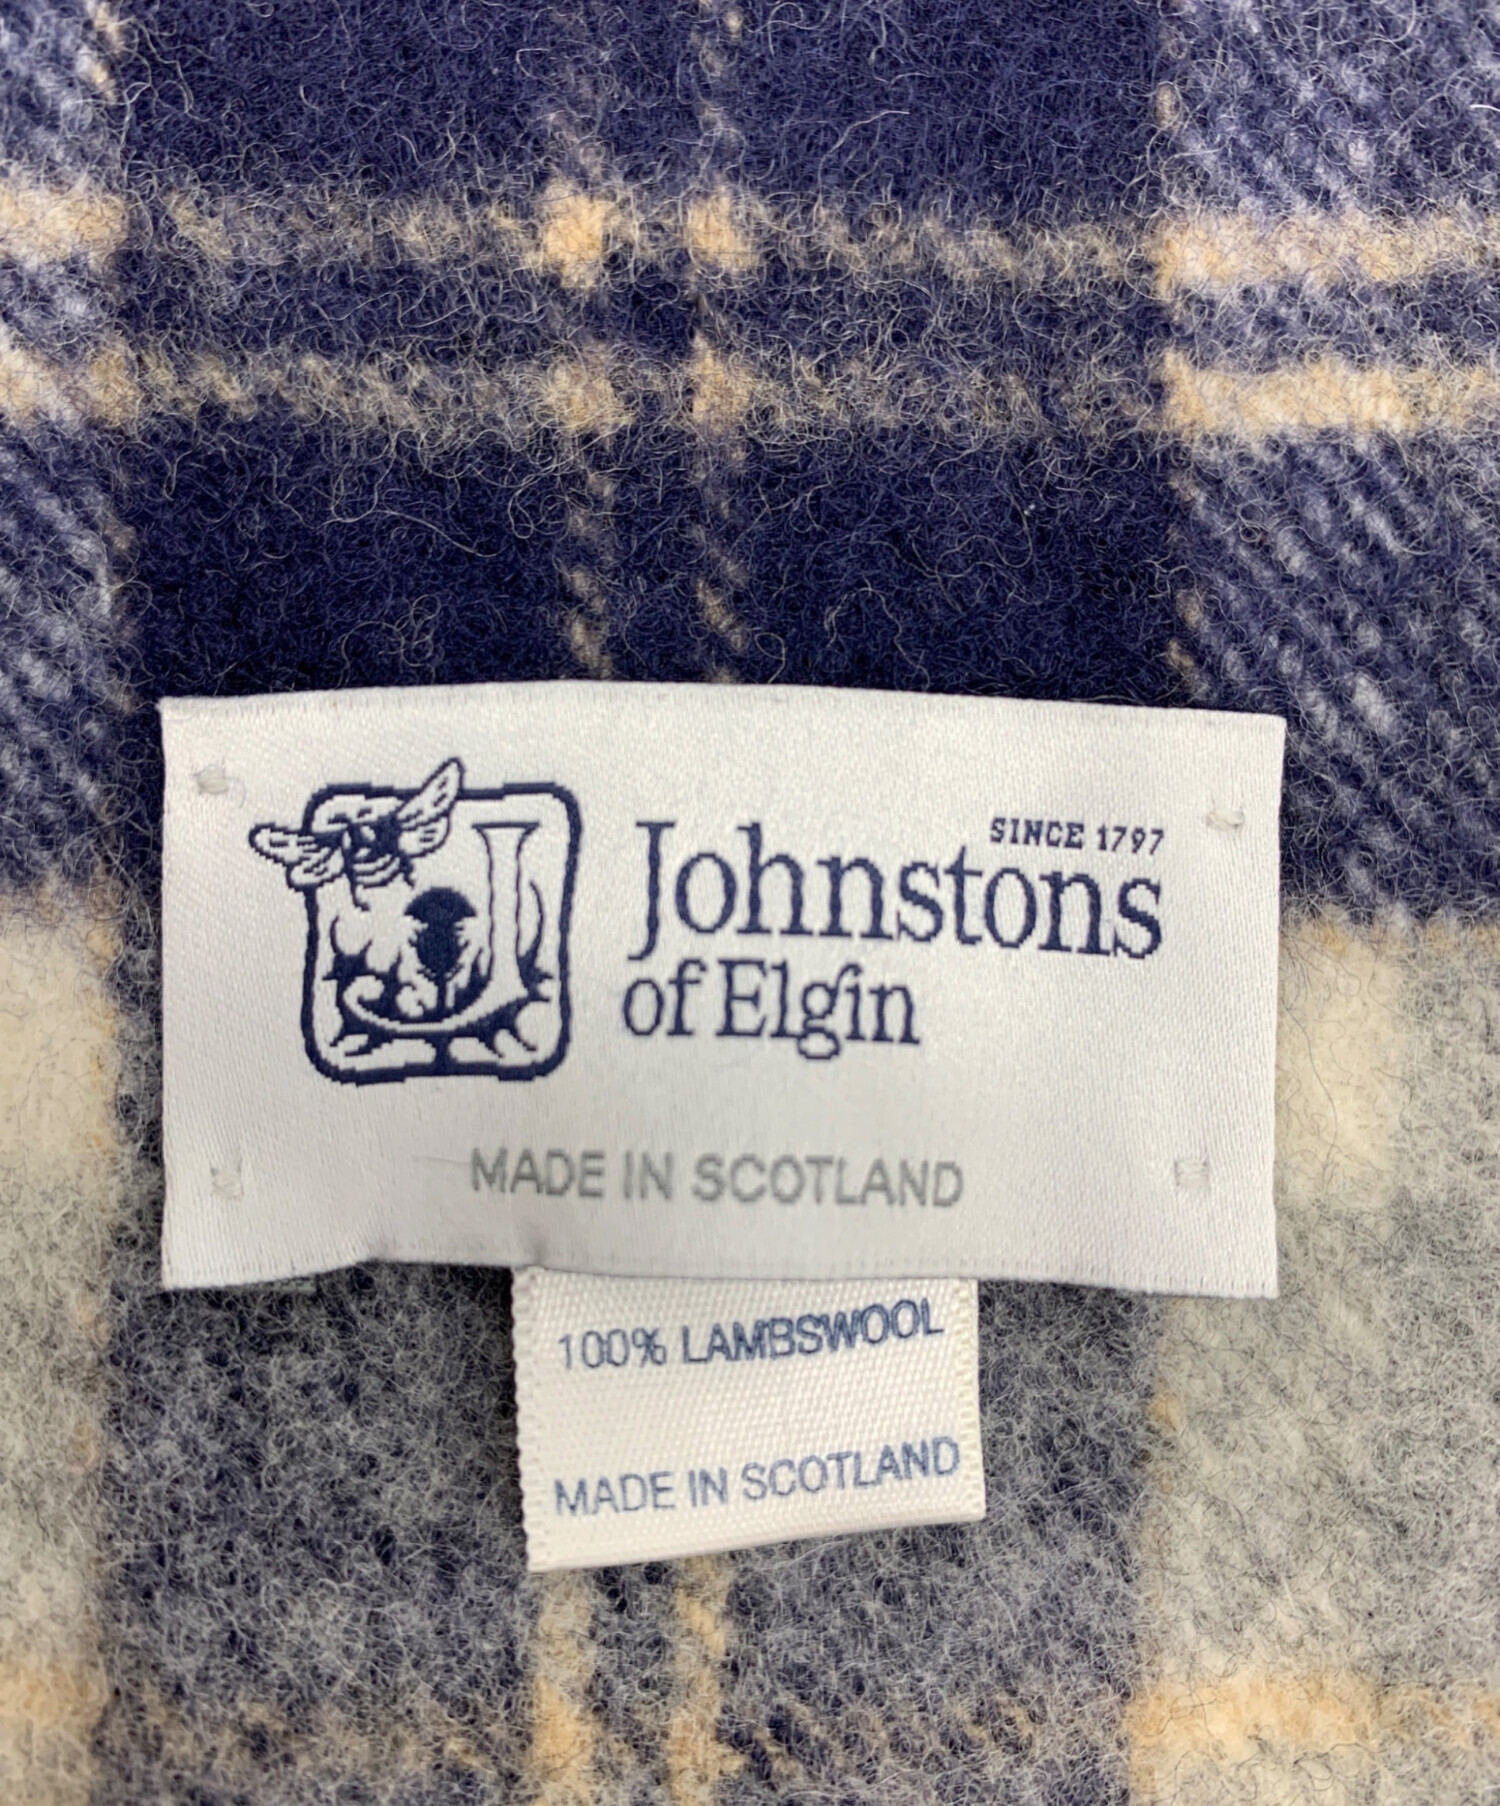 SINCE 1797
Johnstons
of Elgin
MADE IN SCOTLAND
100% LAMBSWOOL
MADE IN SCOTLAND